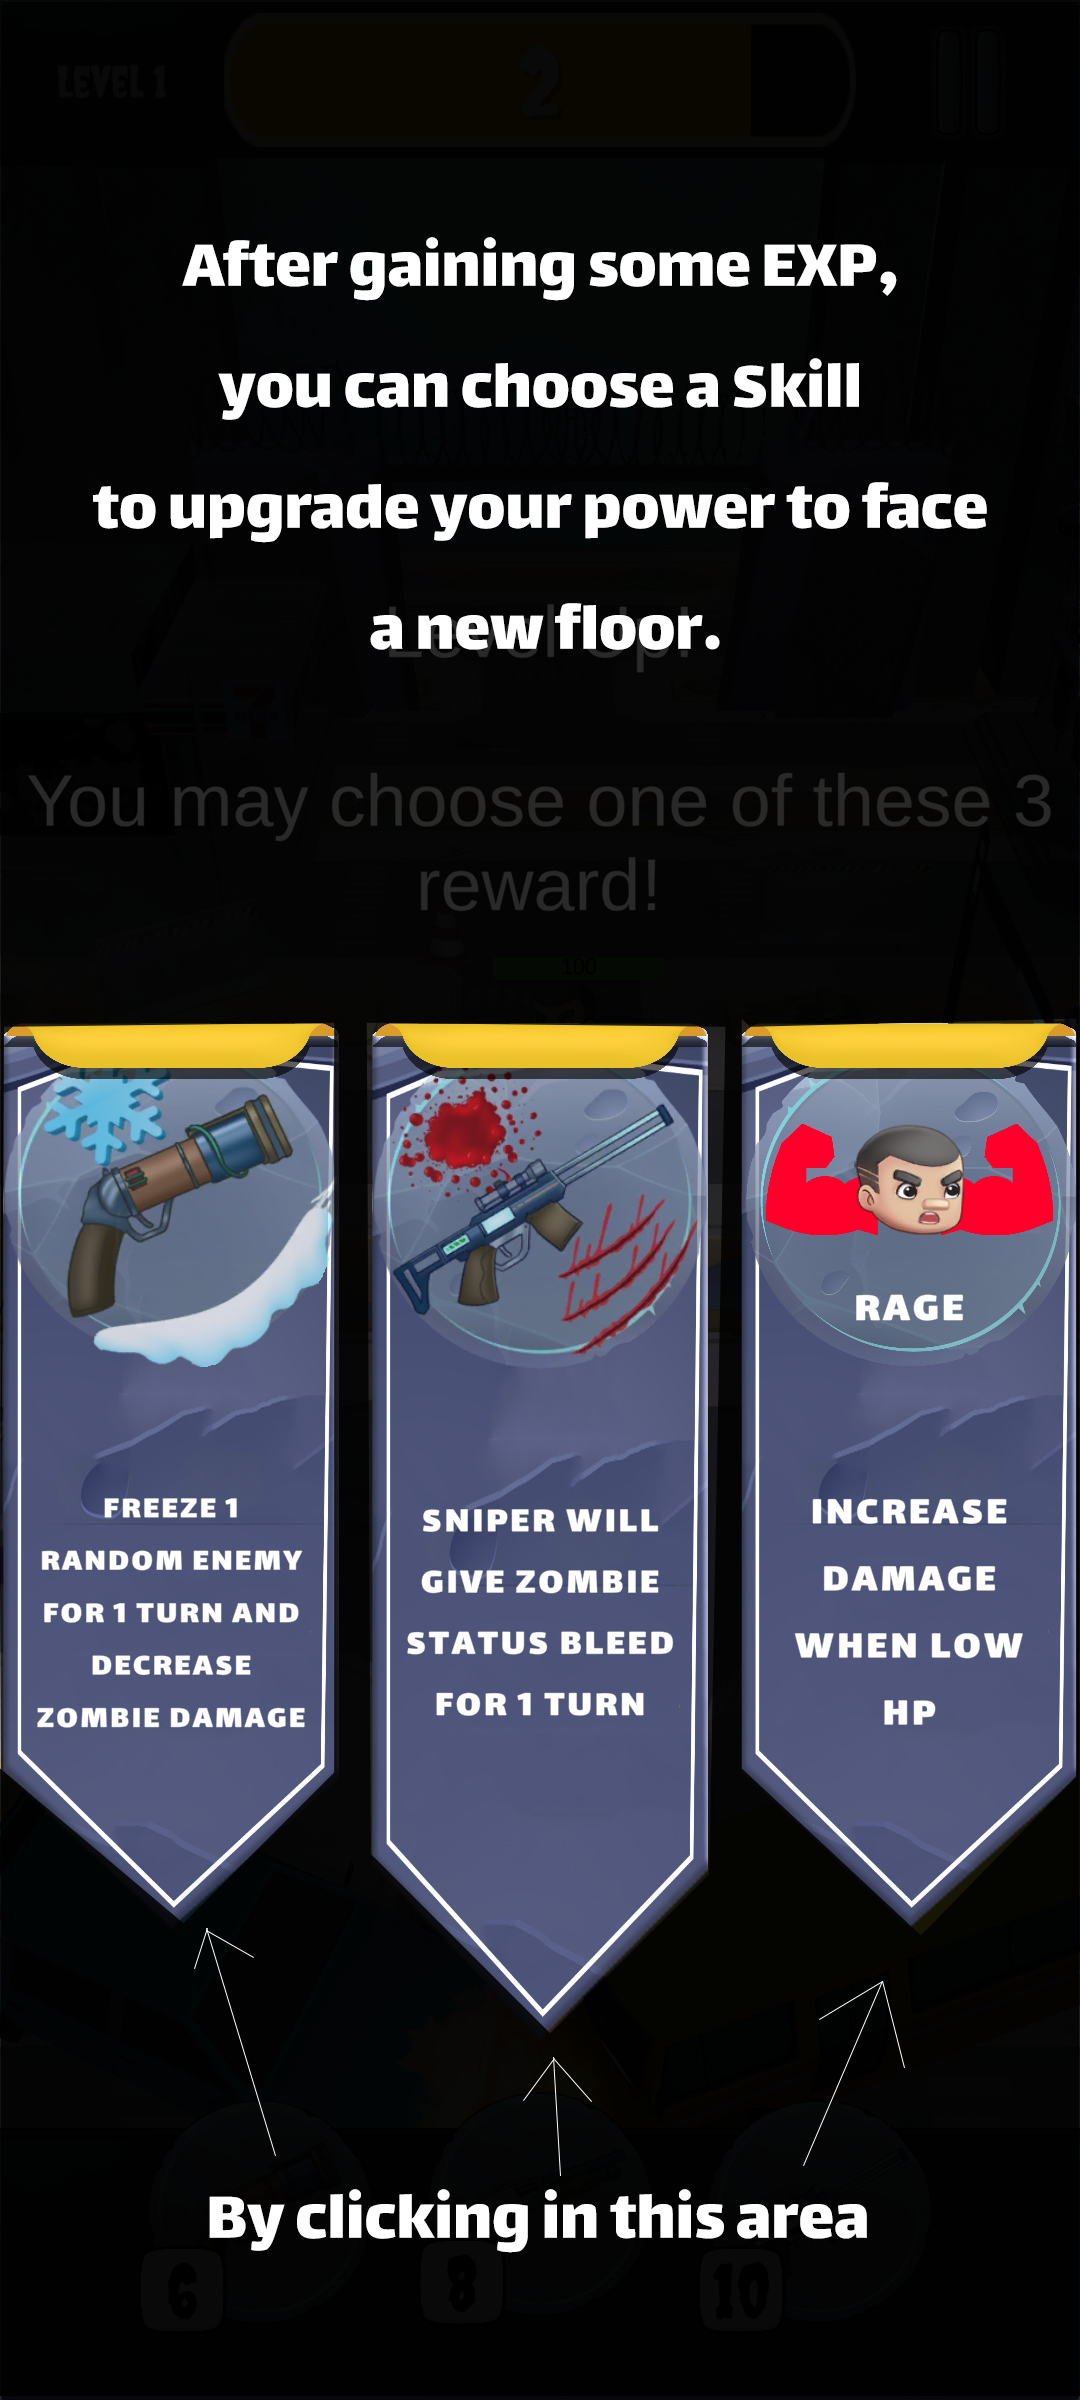 LEVEL 1
2
After gaining some EXP,
you can choose a Skill
to upgrade your power to face
a new floor.
Level Up!
You may choose one of these 3
reward!
100
FREEZE 1
RANDOM ENEMY
FOR 1 TURN AND
DECREASE
ZOMBIE DAMAGE
SNIPER WILL
GIVE ZOMBIE
STATUS BLEED
FOR 1 TURN
RAGE
INCREASE
DAMAGE
WHEN LOW
HP
By clicking in this area
6
8
10